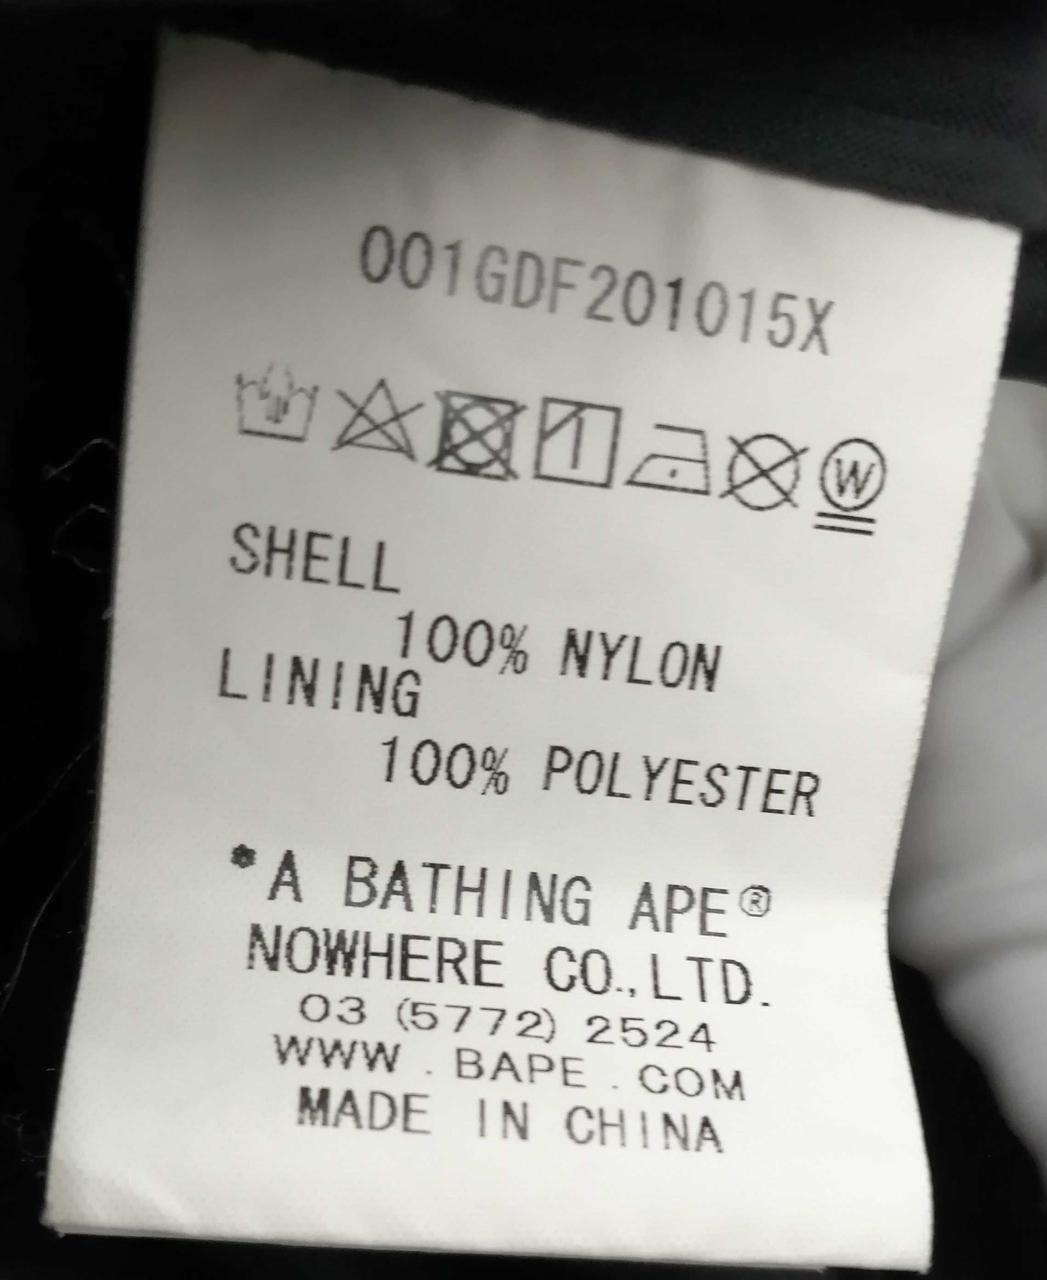 001GDF201015X
W
SHELL
100% NYLON
LINING
100% POLYESTER
*A BATHING APE®
NOWHERE CO.,LTD.
03 (5772) 2524
WWW . BAPE . COM
MADE IN CHINA